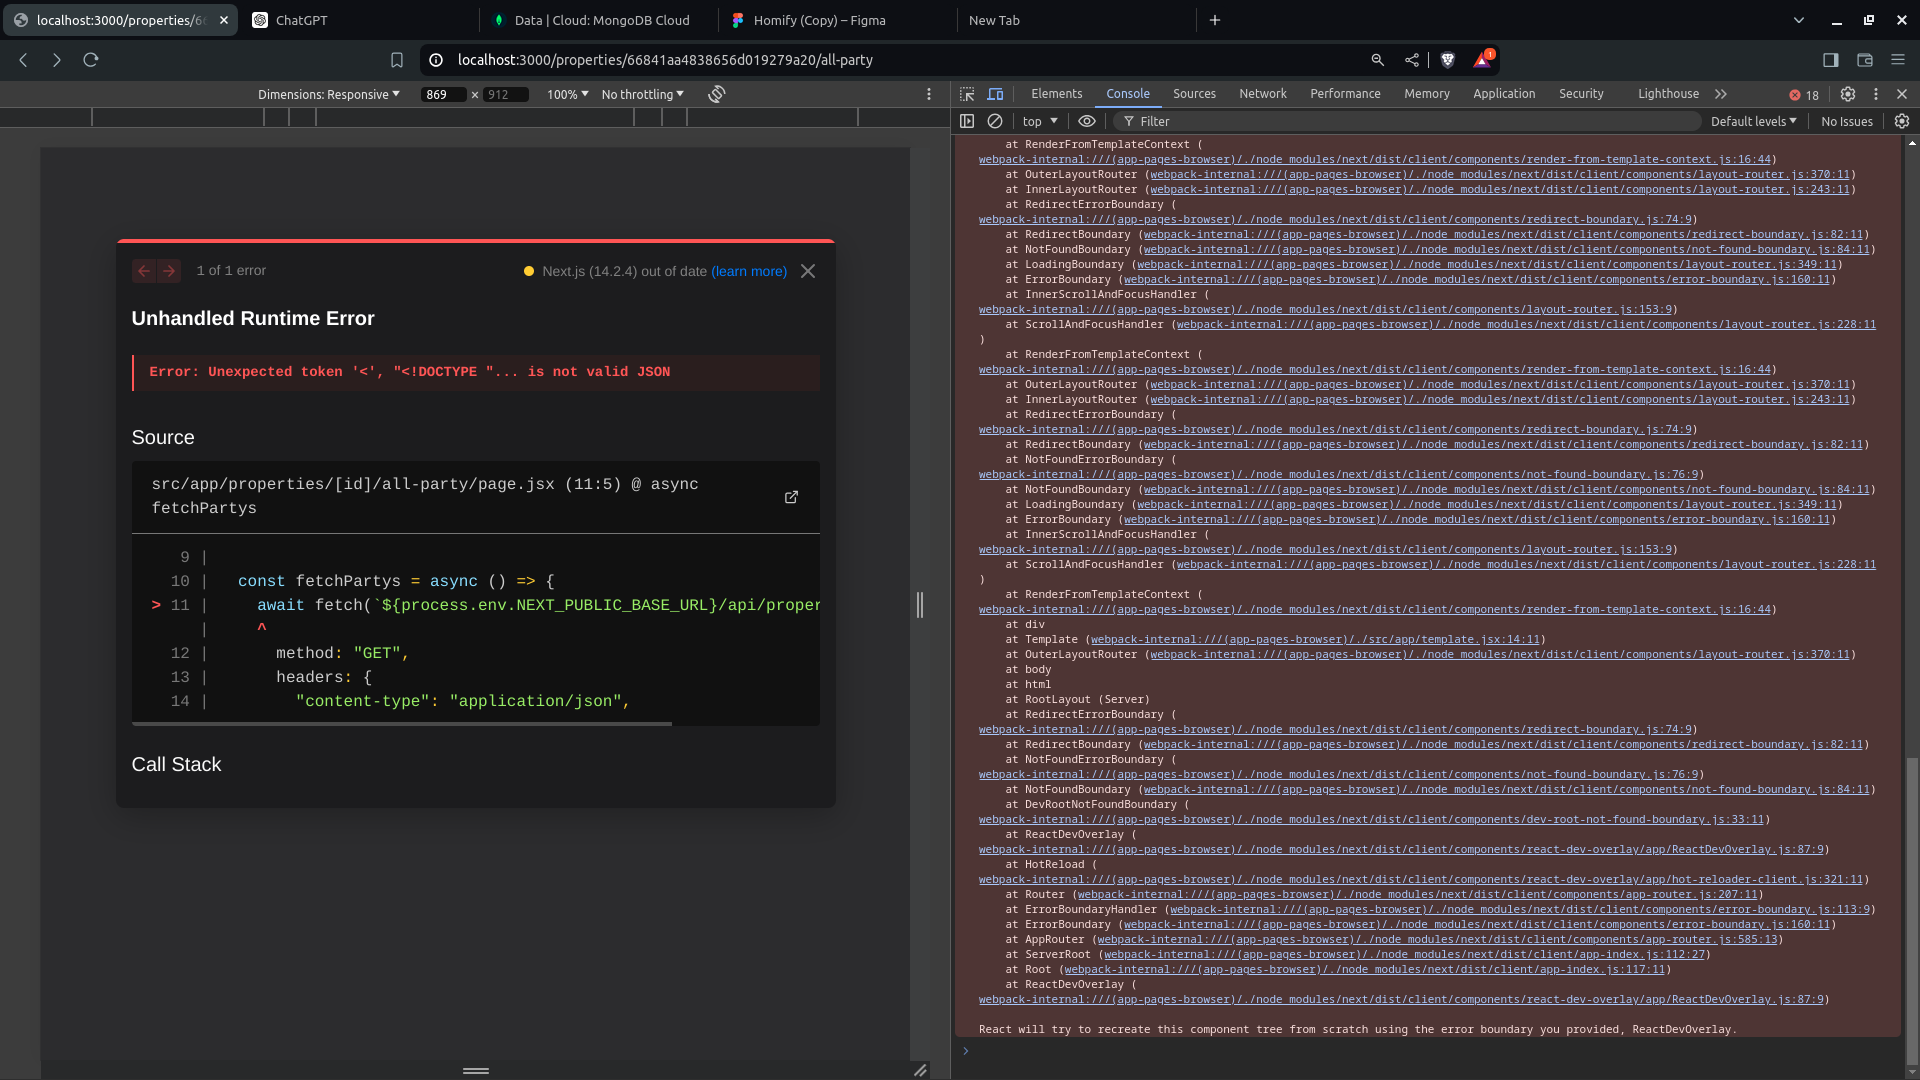 localhost:3000/properties/66
ChatGPT
Data | Cloud: MongoDB Cloud
Homify (Copy) – Figma
New Tab
localhost:3000/properties/66841aa4838656d019279a20/all-party
1
Dimensions: Responsive
869 × 912
100%
No throttling
Elements
Console
Sources
Network
Performance
Memory
Application
Security
Lighthouse
18
top
Filter
Default levels
No Issues
1 of 1 error
Next.js (14.2.4) out of date (learn more)
Unhandled Runtime Error
Error: Unexpected token '<', "<!DOCTYPE "... is not valid JSON
Source
src/app/properties/[id]/all-party/page.jsx (11:5) @ async
fetchPartys
9 |
10 | const fetchPartys = async () => {
> 11 | await fetch(`${process.env.NEXT_PUBLIC_BASE_URL}/api/proper
| ^
12 | method: "GET",
13 | headers: {
14 | "content-type": "application/json",
Call Stack
at RenderFromTemplateContext (
webpack-internal:///(app-pages-browser)/./node_modules/next/dist/client/components/render-from-template-context.js:16:44)
at OuterLayoutRouter (webpack-internal:///(app-pages-browser)/./node_modules/next/dist/client/components/layout-router.js:370:11)
at InnerLayoutRouter (webpack-internal:///(app-pages-browser)/./node_modules/next/dist/client/components/layout-router.js:243:11)
at RedirectErrorBoundary (
webpack-internal:///(app-pages-browser)/./node_modules/next/dist/client/components/redirect-boundary.js:74:9)
at RedirectBoundary (webpack-internal:///(app-pages-browser)/./node_modules/next/dist/client/components/redirect-boundary.js:82:11)
at NotFoundBoundary (webpack-internal:///(app-pages-browser)/./node_modules/next/dist/client/components/not-found-boundary.js:84:11)
at LoadingBoundary (webpack-internal:///(app-pages-browser)/./node_modules/next/dist/client/components/layout-router.js:349:11)
at ErrorBoundary (webpack-internal:///(app-pages-browser)/./node_modules/next/dist/client/components/error-boundary.js:160:11)
at InnerScrollAndFocusHandler (
webpack-internal:///(app-pages-browser)/./node_modules/next/dist/client/components/layout-router.js:153:9)
at ScrollAndFocusHandler (webpack-internal:///(app-pages-browser)/./node_modules/next/dist/client/components/layout-router.js:228:11
)
at RenderFromTemplateContext (
webpack-internal:///(app-pages-browser)/./node_modules/next/dist/client/components/render-from-template-context.js:16:44)
at OuterLayoutRouter (webpack-internal:///(app-pages-browser)/./node_modules/next/dist/client/components/layout-router.js:370:11)
at InnerLayoutRouter (webpack-internal:///(app-pages-browser)/./node_modules/next/dist/client/components/layout-router.js:243:11)
at RedirectErrorBoundary (
webpack-internal:///(app-pages-browser)/./node_modules/next/dist/client/components/redirect-boundary.js:74:9)
at RedirectBoundary (webpack-internal:///(app-pages-browser)/./node_modules/next/dist/client/components/redirect-boundary.js:82:11)
at NotFoundErrorBoundary (
webpack-internal:///(app-pages-browser)/./node_modules/next/dist/client/components/not-found-boundary.js:76:9)
at NotFoundBoundary (webpack-internal:///(app-pages-browser)/./node_modules/next/dist/client/components/not-found-boundary.js:84:11)
at LoadingBoundary (webpack-internal:///(app-pages-browser)/./node_modules/next/dist/client/components/layout-router.js:349:11)
at ErrorBoundary (webpack-internal:///(app-pages-browser)/./node_modules/next/dist/client/components/error-boundary.js:160:11)
at InnerScrollAndFocusHandler (
webpack-internal:///(app-pages-browser)/./node_modules/next/dist/client/components/layout-router.js:153:9)
at ScrollAndFocusHandler (webpack-internal:///(app-pages-browser)/./node_modules/next/dist/client/components/layout-router.js:228:11
)
at RenderFromTemplateContext (
webpack-internal:///(app-pages-browser)/./node_modules/next/dist/client/components/render-from-template-context.js:16:44)
at div
at Template (webpack-internal:///(app-pages-browser)/./src/app/template.jsx:14:11)
at OuterLayoutRouter (webpack-internal:///(app-pages-browser)/./node_modules/next/dist/client/components/layout-router.js:370:11)
at body
at html
at RootLayout (Server)
at RedirectErrorBoundary (
webpack-internal:///(app-pages-browser)/./node_modules/next/dist/client/components/redirect-boundary.js:74:9)
at RedirectBoundary (webpack-internal:///(app-pages-browser)/./node_modules/next/dist/client/components/redirect-boundary.js:82:11)
at NotFoundErrorBoundary (
webpack-internal:///(app-pages-browser)/./node_modules/next/dist/client/components/not-found-boundary.js:76:9)
at NotFoundBoundary (webpack-internal:///(app-pages-browser)/./node_modules/next/dist/client/components/not-found-boundary.js:84:11)
at DevRootNotFoundBoundary (
webpack-internal:///(app-pages-browser)/./node_modules/next/dist/client/components/dev-root-not-found-boundary.js:33:11)
at ReactDevOverlay (
webpack-internal:///(app-pages-browser)/./node_modules/next/dist/client/components/react-dev-overlay/app/ReactDevOverlay.js:87:9)
at HotReload (
webpack-internal:///(app-pages-browser)/./node_modules/next/dist/client/components/react-dev-overlay/app/hot-reloader-client.js:321:11)
at Router (webpack-internal:///(app-pages-browser)/./node_modules/next/dist/client/components/app-router.js:207:11)
at ErrorBoundaryHandler (webpack-internal:///(app-pages-browser)/./node_modules/next/dist/client/components/error-boundary.js:113:9)
at ErrorBoundary (webpack-internal:///(app-pages-browser)/./node_modules/next/dist/client/components/error-boundary.js:160:11)
at AppRouter (webpack-internal:///(app-pages-browser)/./node_modules/next/dist/client/components/app-router.js:585:13)
at ServerRoot (webpack-internal:///(app-pages-browser)/./node_modules/next/dist/client/app-index.js:112:27)
at Root (webpack-internal:///(app-pages-browser)/./node_modules/next/dist/client/app-index.js:117:11)
at ReactDevOverlay (
webpack-internal:///(app-pages-browser)/./node_modules/next/dist/client/components/react-dev-overlay/app/ReactDevOverlay.js:87:9)
React will try to recreate this component tree from scratch using the error boundary you provided, ReactDevOverlay.